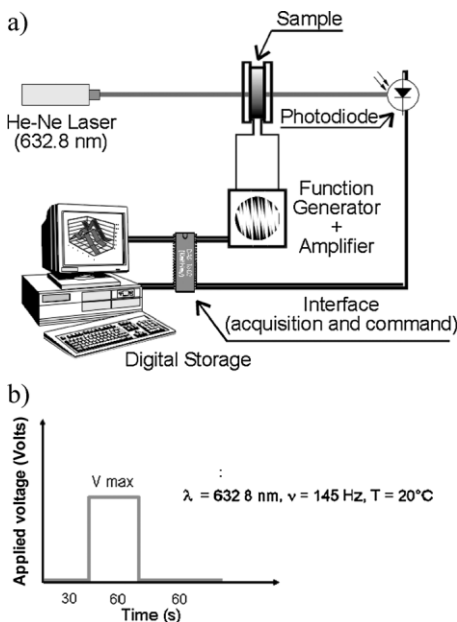 a)
Sample
He-Ne Laser
(632.8 nm)
Photodiode
Function
Generator
+
Amplifier
Interface
(acquisition and command)
Digital Storage
b)
Applied voltage (Volts)
V max
:
λ = 632 8 nm, ν = 145 Hz, T = 20°C
30 60 60
Time (s)